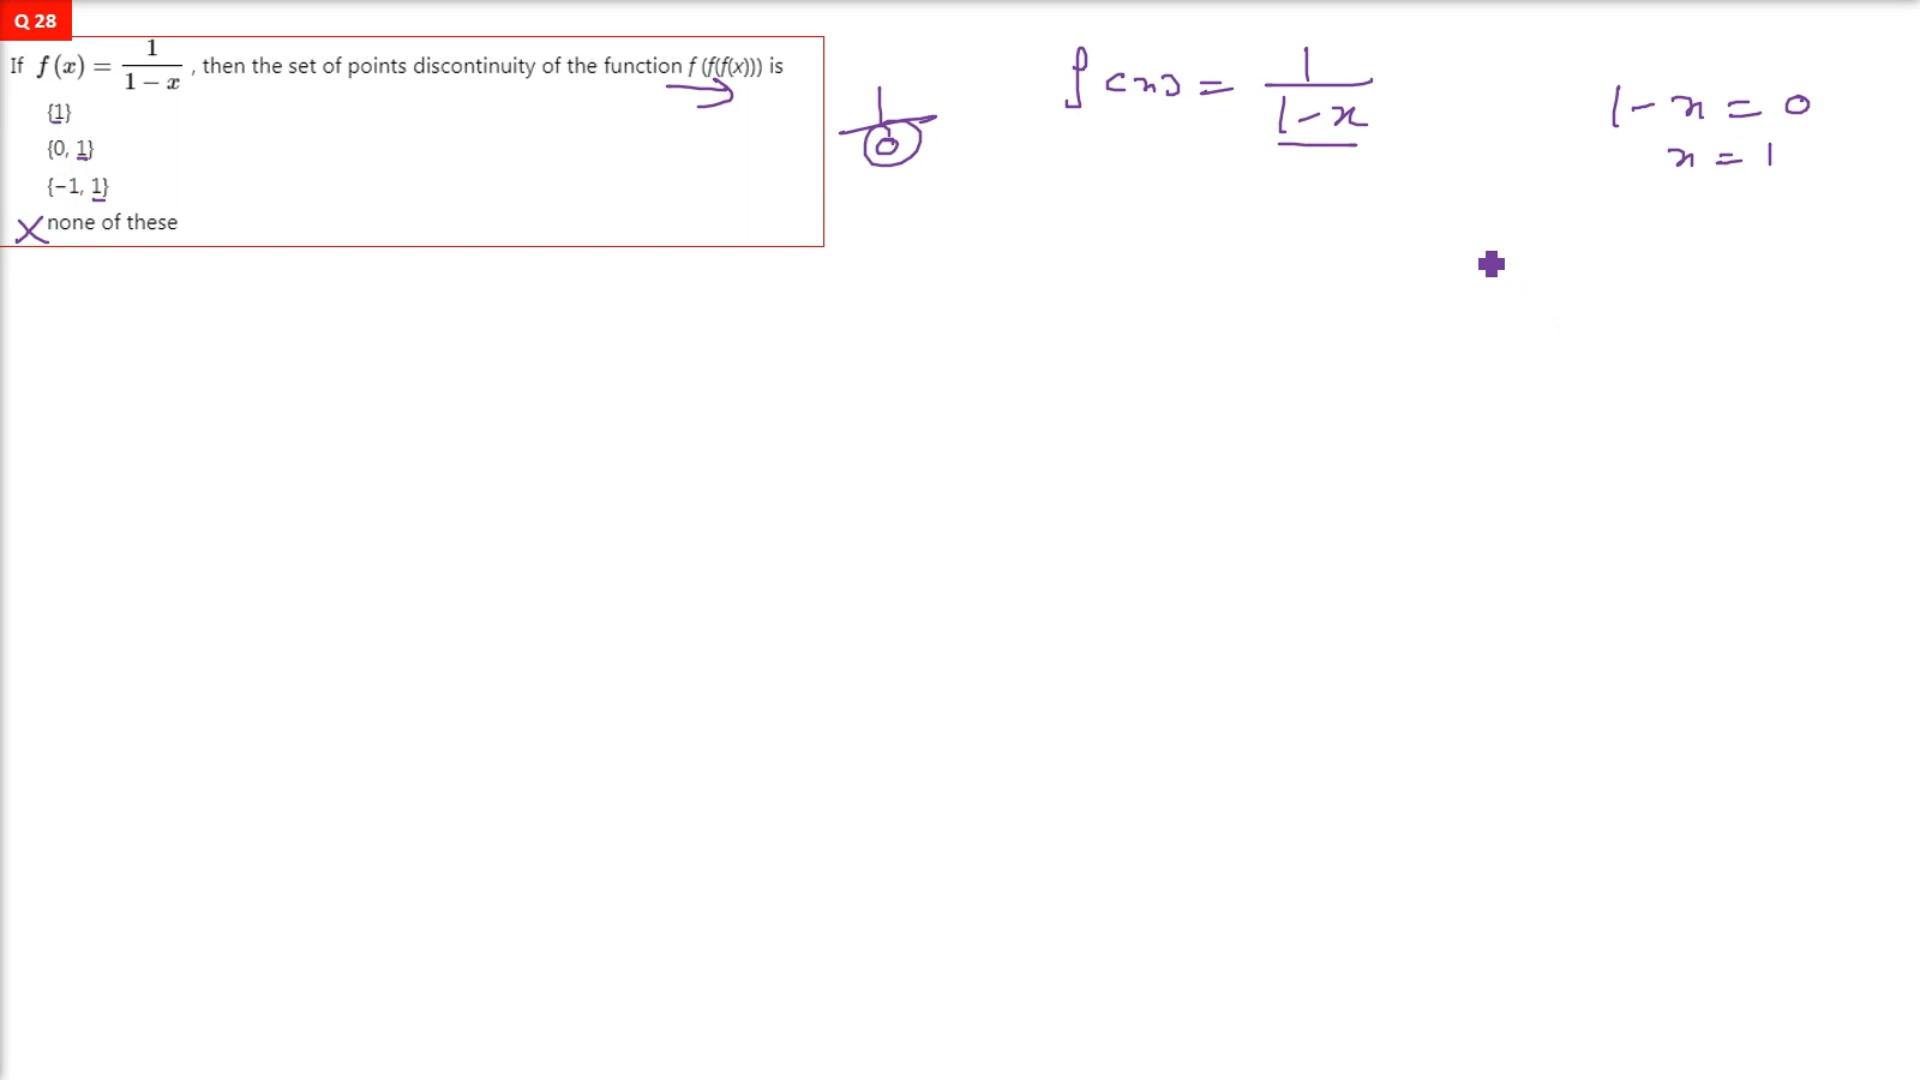 Q 28
If f(x) = 1/(1 − x) , then the set of points discontinuity of the function f (f(f(x))) is
{1}
{0, 1}
{−1, 1}
none of these
1/0
f(x) = 1/(1-x)
1-x = 0
x = 1